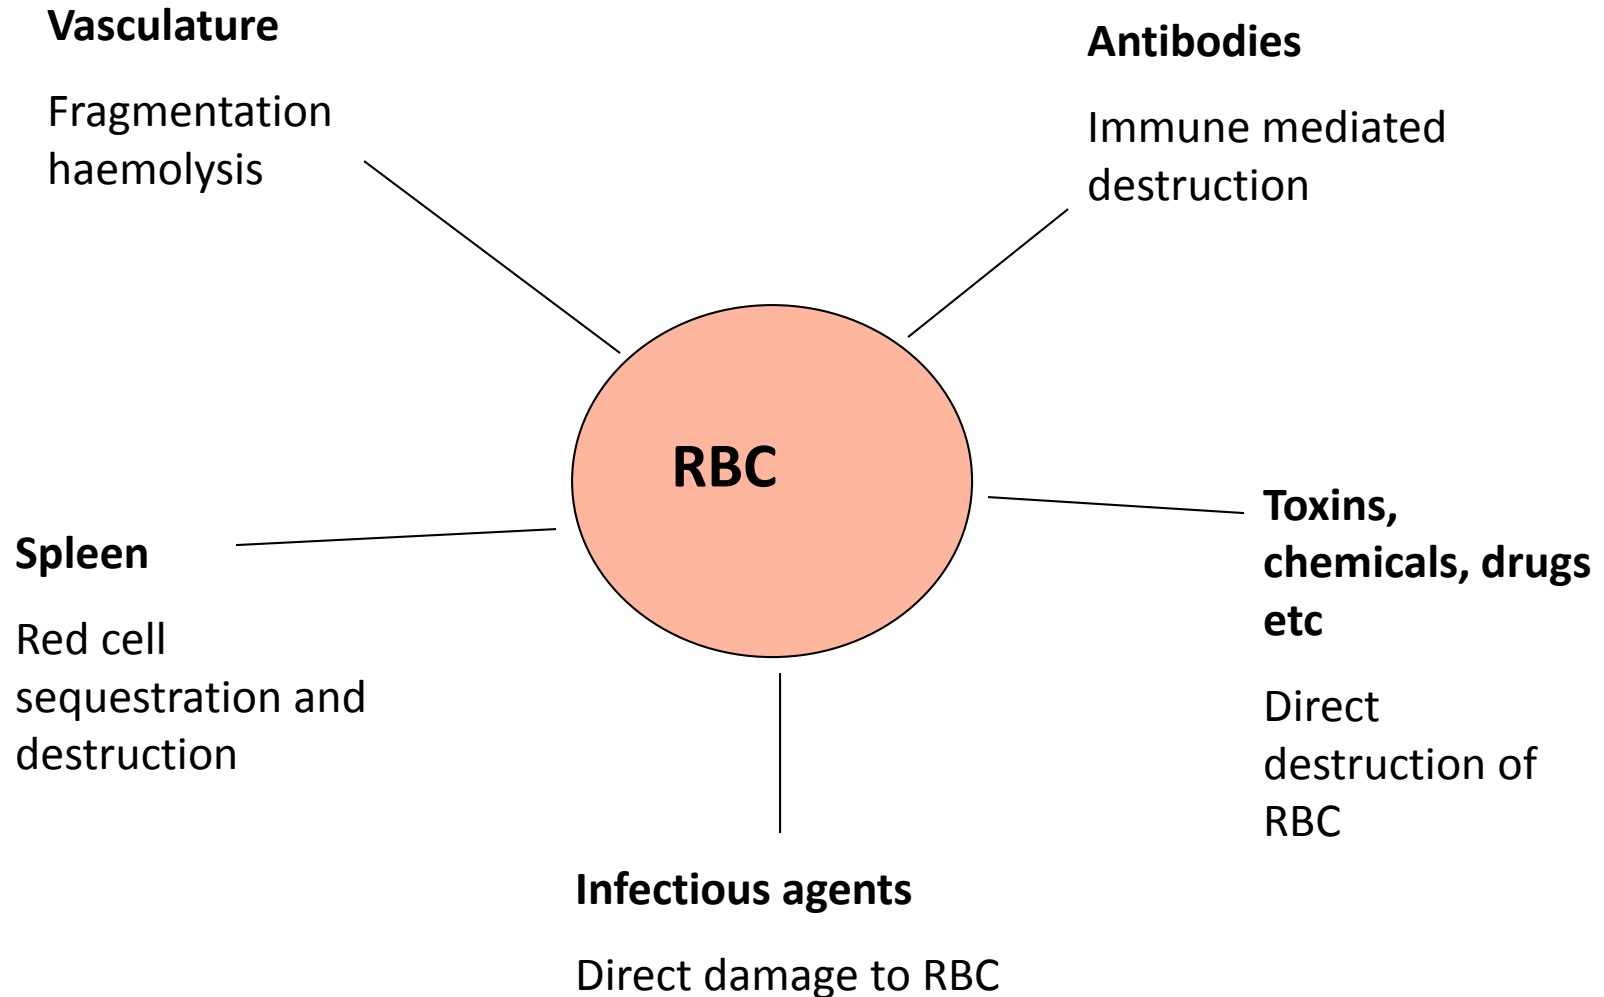 Vasculature
Fragmentation
haemolysis
Antibodies
Immune mediated
destruction
RBC
Spleen
Red cell
sequestration and
destruction
Toxins,
chemicals, drugs
etc
Direct
destruction of
RBC
Infectious agents
Direct damage to RBC